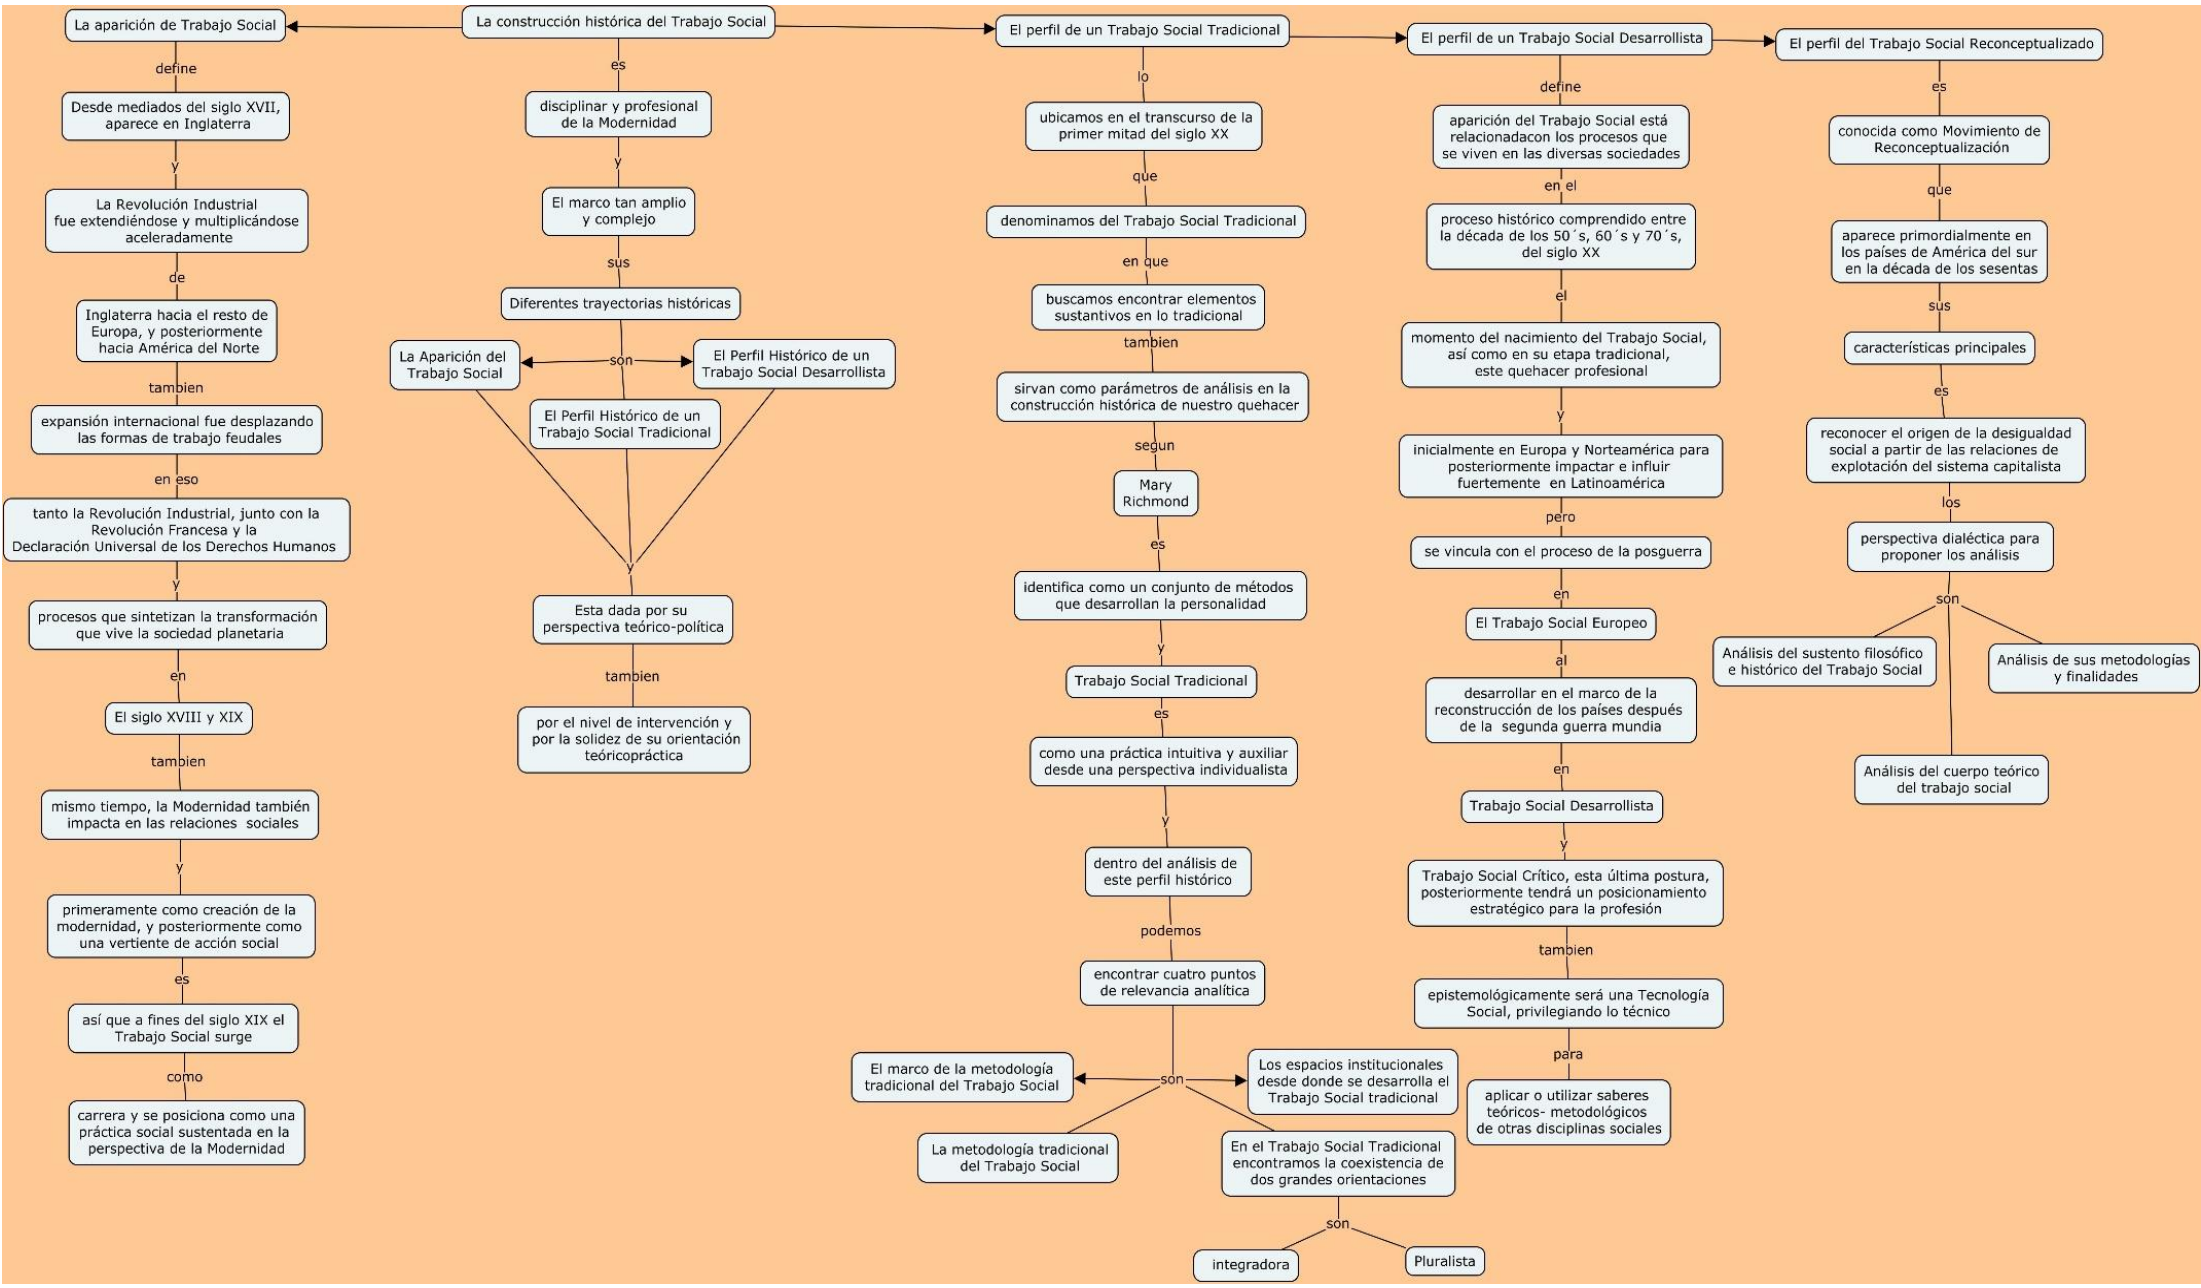 La aparición de Trabajo Social
define
Desde mediados del siglo XVII,
aparece en Inglaterra
y
La Revolución Industrial
fue extendiéndose y multiplicándose
aceleradamente
de
Inglaterra hacia el resto de
Europa, y posteriormente
hacia América del Norte
tambien
expansión internacional fue desplazando
las formas de trabajo feudales
en eso
tanto la Revolución Industrial, junto con la
Revolución Francesa y la
Declaración Universal de los Derechos Humanos
y
procesos que sintetizan la transformación
que vive la sociedad planetaria
en
El siglo XVIII y XIX
tambien
mismo tiempo, la Modernidad también
impacta en las relaciones sociales
y
primeramente como creación de la
modernidad, y posteriormente como
una vertiente de acción social
es
así que a fines del siglo XIX el
Trabajo Social surge
como
carrera y se posiciona como una
práctica social sustentada en la
perspectiva de la Modernidad
La construcción histórica del Trabajo Social
es
disciplinar y profesional
de la Modernidad
y
El marco tan amplio
y complejo
sus
Diferentes trayectorias históricas
son
La Aparición del
Trabajo Social
El Perfil Histórico de un
Trabajo Social Desarrollista
El Perfil Histórico de un
Trabajo Social Tradicional
y
Esta dada por su
perspectiva teórico-política
tambien
por el nivel de intervención y
por la solidez de su orientación
teóricopráctica
El perfil de un Trabajo Social Tradicional
lo
ubicamos en el transcurso de la
primer mitad del siglo XX
que
denominamos del Trabajo Social Tradicional
en que
buscamos encontrar elementos
sustantivos en lo tradicional
tambien
sirvan como parámetros de análisis en la
construcción histórica de nuestro quehacer
segun
Mary
Richmond
es
identifica como un conjunto de métodos
que desarrollan la personalidad
y
Trabajo Social Tradicional
es
como una práctica intuitiva y auxiliar
desde una perspectiva individualista
y
dentro del análisis de
este perfil histórico
podemos
encontrar cuatro puntos
de relevancia analítica
son
El marco de la metodología
tradicional del Trabajo Social
Los espacios institucionales
desde donde se desarrolla el
Trabajo Social tradicional
La metodología tradicional
del Trabajo Social
En el Trabajo Social Tradicional
encontramos la coexistencia de
dos grandes orientaciones
son
integradora
Pluralista
El perfil de un Trabajo Social Desarrollista
define
aparición del Trabajo Social está
relacionadacon los procesos que
se viven en las diversas sociedades
en el
proceso histórico comprendido entre
la década de los 50´s, 60´s y 70´s,
del siglo XX
el
momento del nacimiento del Trabajo Social,
así como en su etapa tradicional,
este quehacer profesional
y
inicialmente en Europa y Norteamérica para
posteriormente impactar e influir
fuertemente en Latinoamérica
pero
se vincula con el proceso de la posguerra
en
El Trabajo Social Europeo
al
desarrollar en el marco de la
reconstrucción de los países después
de la segunda guerra mundia
en
Trabajo Social Desarrollista
y
Trabajo Social Crítico, esta última postura,
posteriormente tendrá un posicionamiento
estratégico para la profesión
tambien
epistemológicamente será una Tecnología
Social, privilegiando lo técnico
para
aplicar o utilizar saberes
teóricos- metodológicos
de otras disciplinas sociales
El perfil del Trabajo Social Reconceptualizado
es
conocida como Movimiento de
Reconceptualización
que
aparece primordialmente en
los países de América del sur
en la década de los sesentas
sus
características principales
es
reconocer el origen de la desigualdad
social a partir de las relaciones de
explotación del sistema capitalista
los
perspectiva dialéctica para
proponer los análisis
son
Análisis del sustento filosófico
e histórico del Trabajo Social
Análisis de sus metodologías
y finalidades
Análisis del cuerpo teórico
del trabajo social